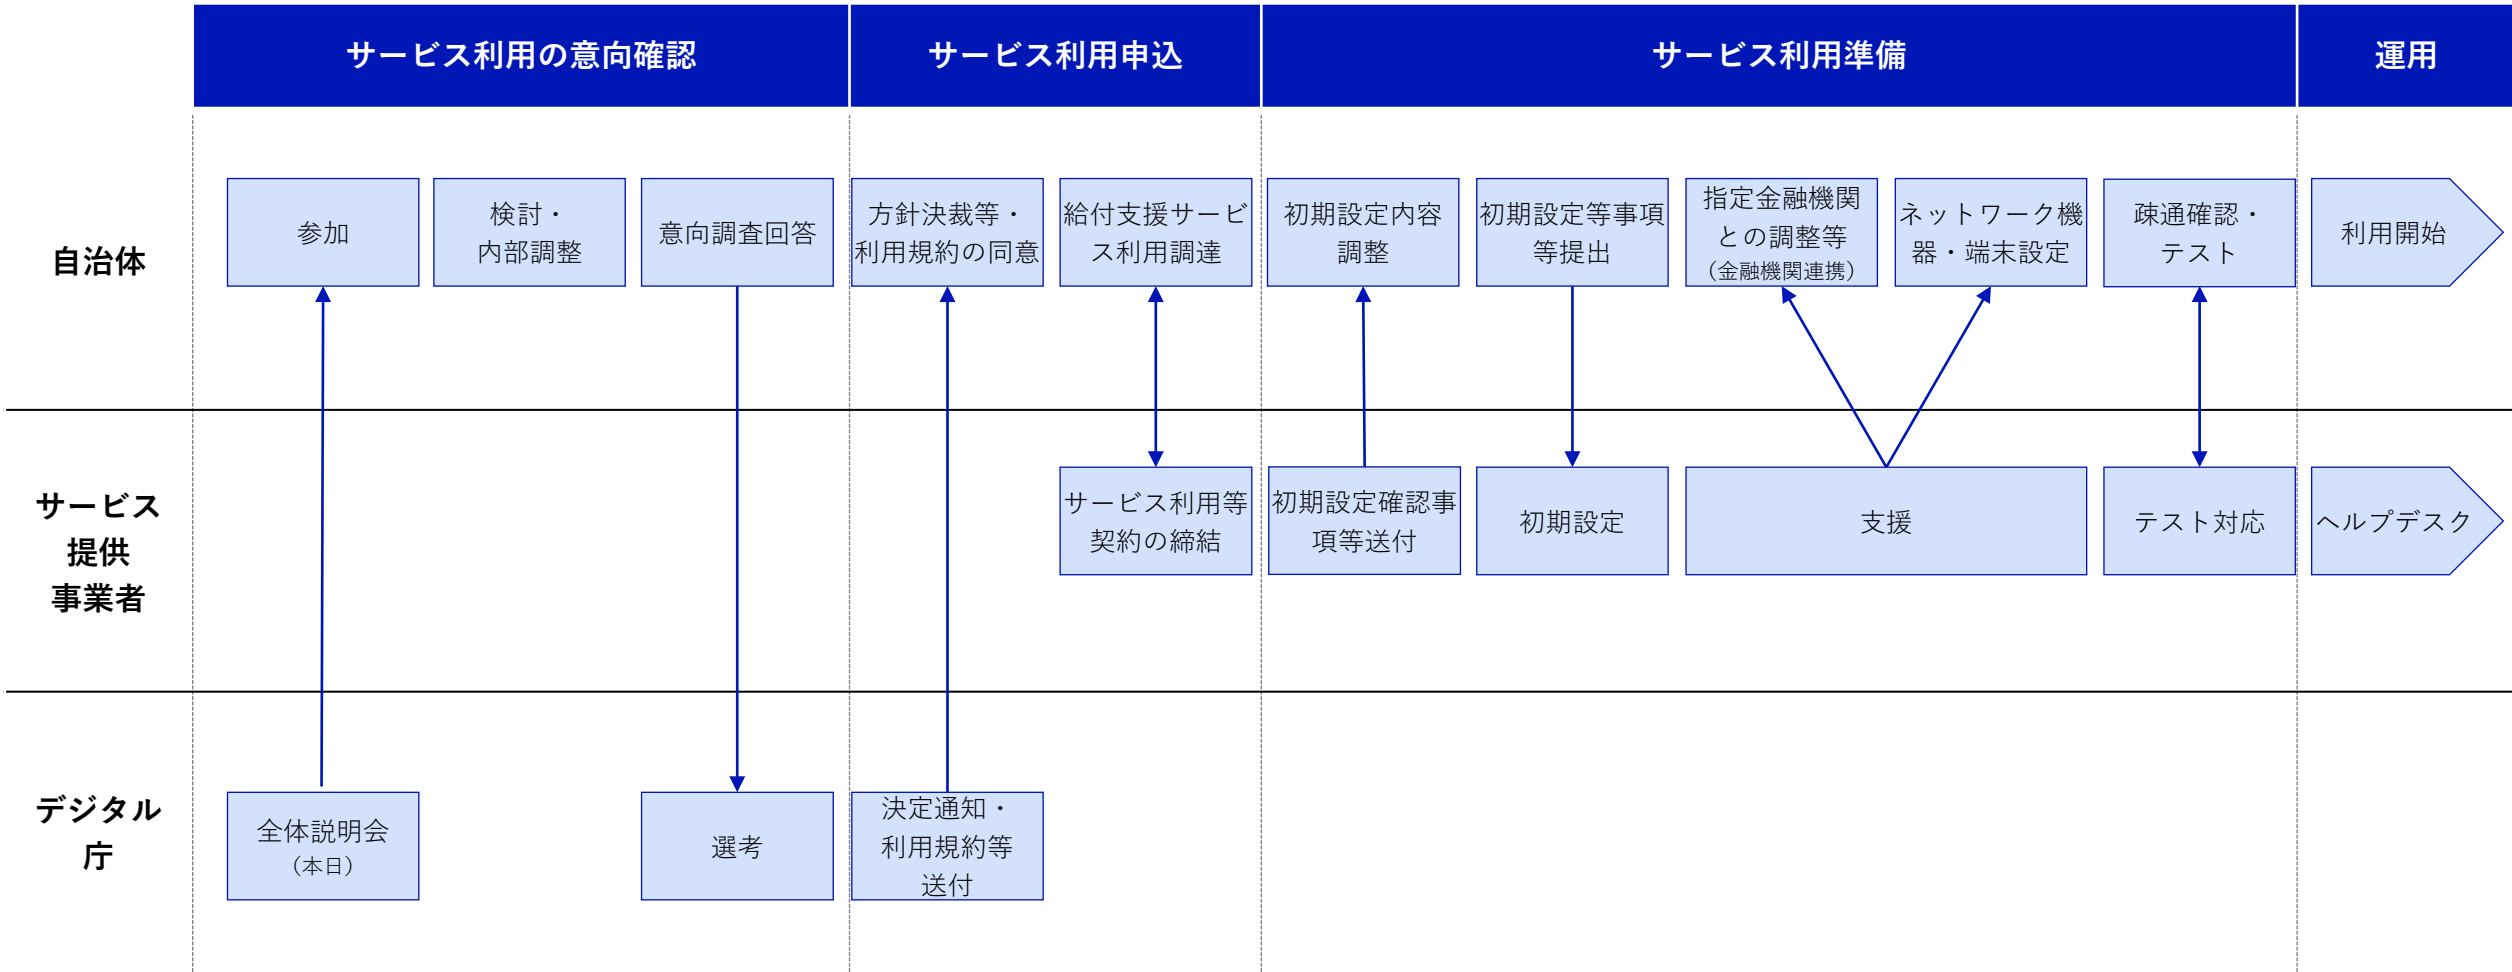 サービス利用の意向確認
サービス利用申込
サービス利用準備
運用
自治体
参加
検討・
内部調整
意向調査回答
方針決裁等・
利用規約の同意
給付支援サービ
ス利用調達
初期設定内容
調整
初期設定等事項
等提出
指定金融機関
との調整等
（金融機関連携）
ネットワーク機
器・端末設定
疎通確認・
テスト
利用開始
サービス
提供
事業者
サービス利用等
契約の締結
初期設定確認事
項等送付
初期設定
支援
テスト対応
ヘルプデスク
デジタル
庁
全体説明会
（本日）
選考
決定通知・
利用規約等
送付